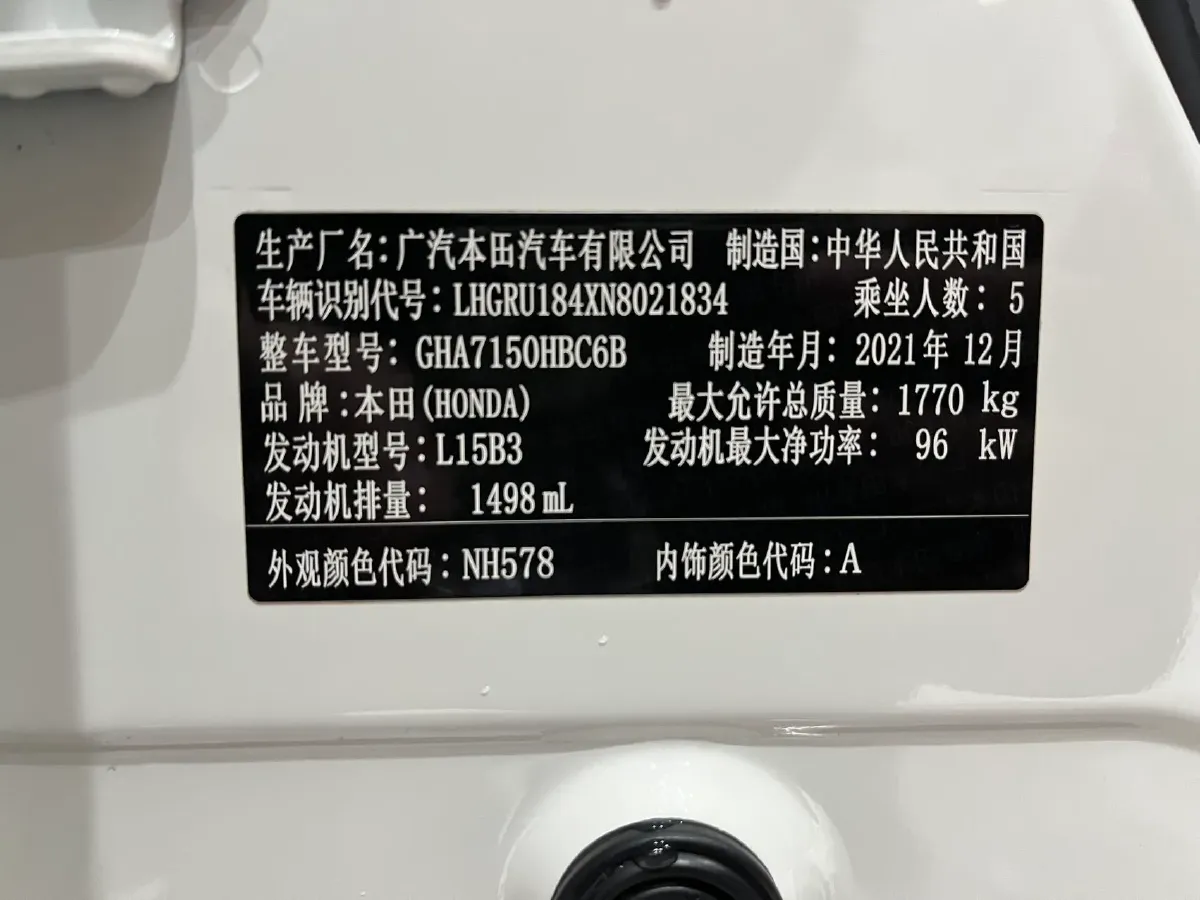 生产厂名：广汽本田汽车有限公司 制造国：中华人民共和国
车辆识别代号：LHGRU184XN8021834 乘坐人数：5
整车型号：GHA7150HBC6B 制造年月：2021年12月
品牌：本田(HONDA) 最大允许总质量：1770 kg
发动机型号：L15B3 发动机最大净功率：96 kW
发动机排量：1498 mL
外观颜色代码：NH578 内饰颜色代码：A